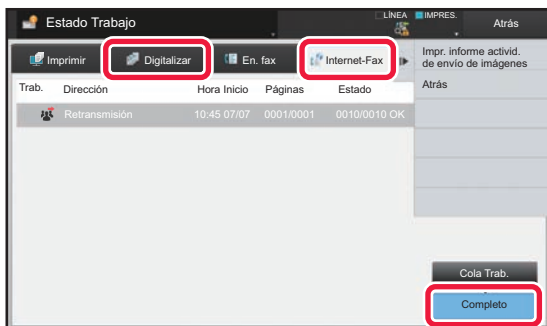 Estado Trabajo
LÍNEA
IMPRES.
Atrás
Imprimir
Digitalizar
En. fax
Internet-Fax
Impr. informe activid.
de envío de imágenes
Atrás
Trab. Dirección Hora Inicio Páginas Estado
Retransmisión 10:45 07/07 0001/0001 0010/0010 OK
Cola Trab.
Completo